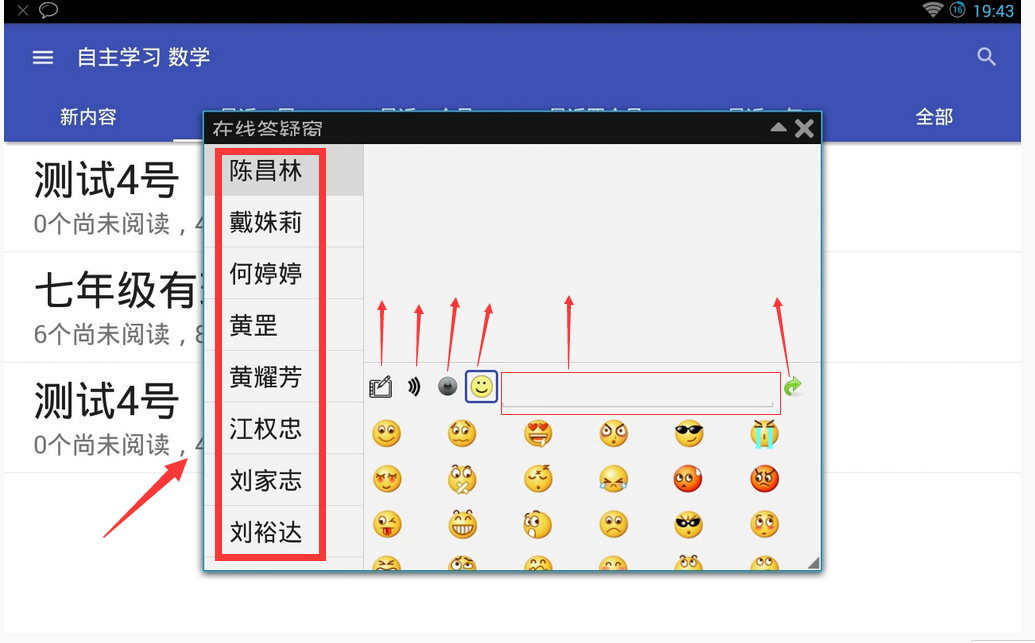 16 19:43
自主学习 数学
新内容
全部
在线答疑窗
测试4号
0个尚未阅读，4
七年级有
6个尚未阅读，8
测试4号
0个尚未阅读，4
陈昌林
戴姝莉
何婷婷
黄罡
黄耀芳
江权忠
刘家志
刘裕达